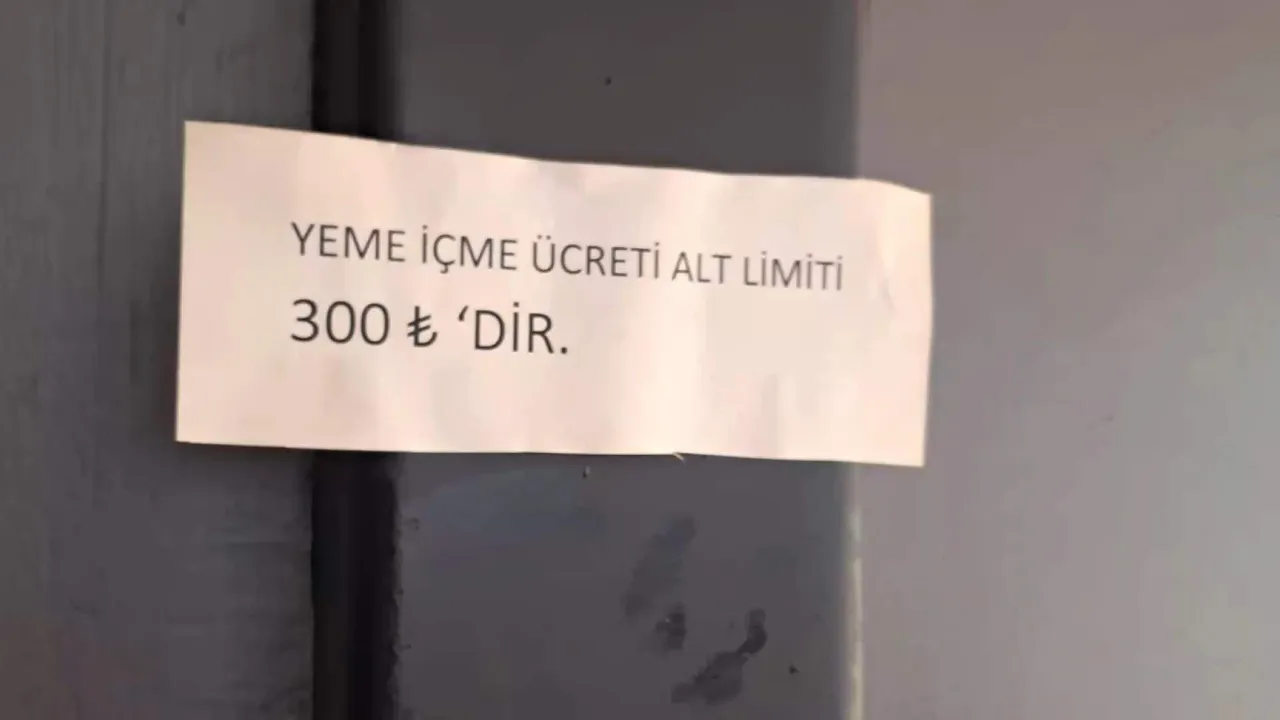 YEME İÇME ÜCRETİ ALT LİMİTİ
300 ₺ ‘DİR.